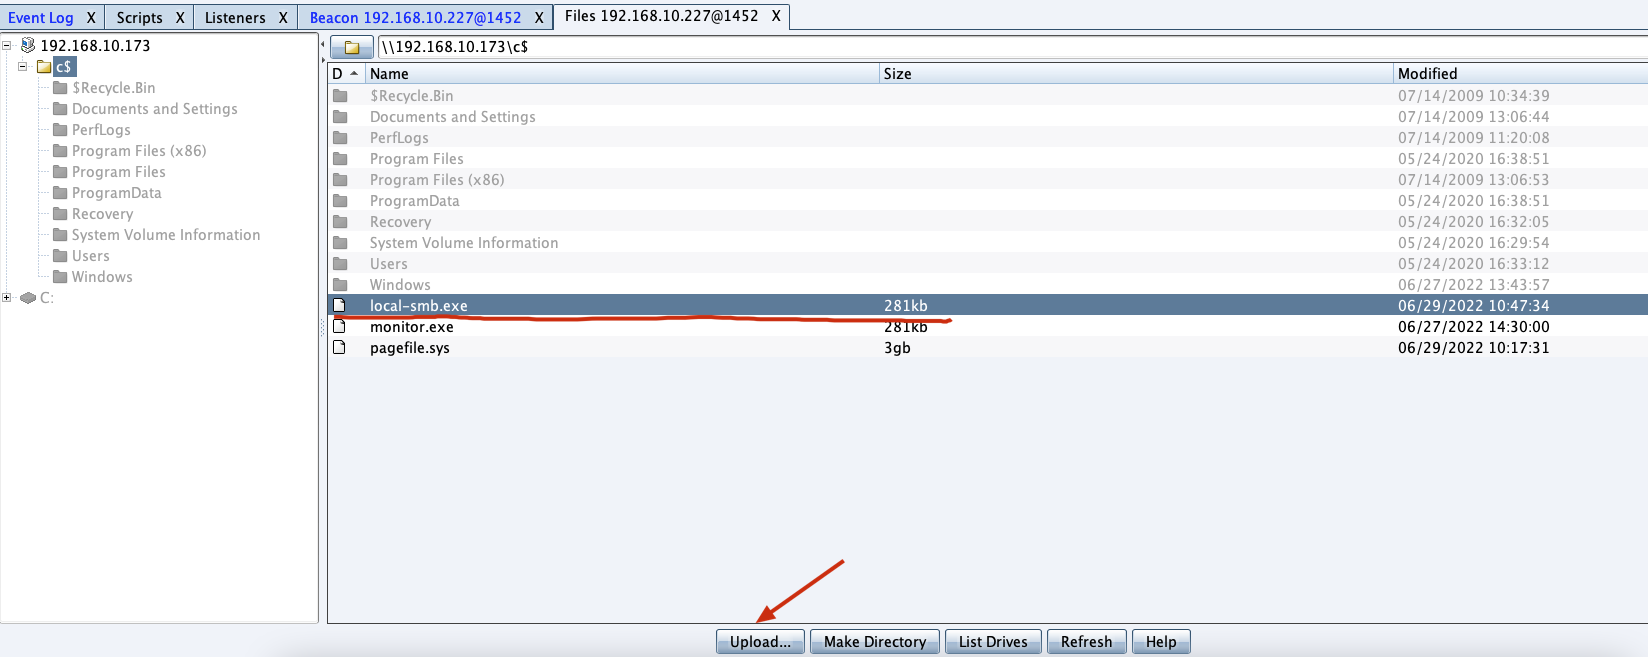 Event Log X Scripts X Listeners X Beacon 192.168.10.227@1452 X Files 192.168.10.227@1452 X
192.168.10.173
c$
$Recycle.Bin
Documents and Settings
PerfLogs
Program Files (x86)
Program Files
ProgramData
Recovery
System Volume Information
Users
Windows
C:
\\192.168.10.173\c$
D Name Size Modified
$Recycle.Bin 07/14/2009 10:34:39
Documents and Settings 07/14/2009 13:06:44
PerfLogs 07/14/2009 11:20:08
Program Files 05/24/2020 16:38:51
Program Files (x86) 07/14/2009 13:06:53
ProgramData 05/24/2020 16:38:51
Recovery 05/24/2020 16:32:05
System Volume Information 05/24/2020 16:29:54
Users 05/24/2020 16:33:12
Windows 06/27/2022 13:43:57
local-smb.exe 281kb 06/29/2022 10:47:34
monitor.exe 281kb 06/27/2022 14:30:00
pagefile.sys 3gb 06/29/2022 10:17:31
Upload... Make Directory List Drives Refresh Help